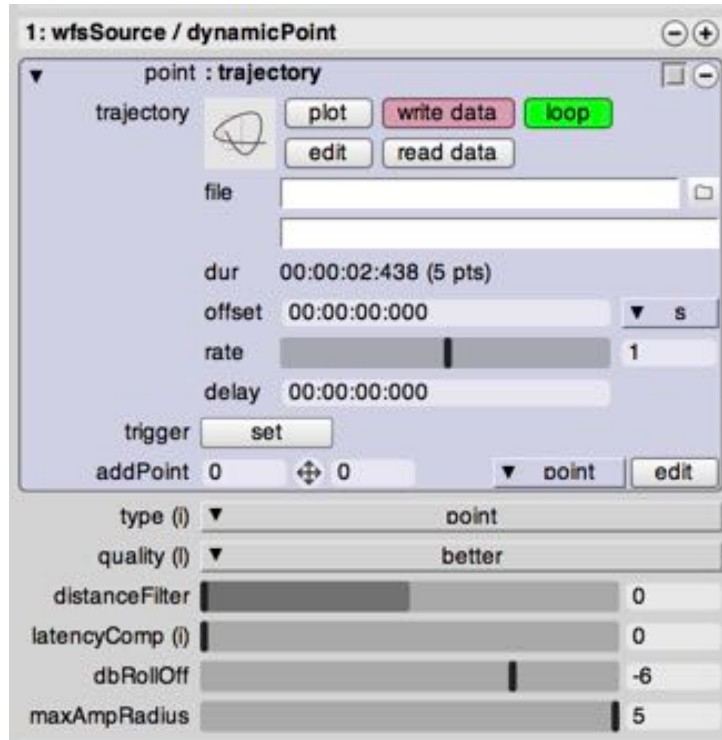 1: wfsSource / dynamicPoint
point : trajectory
trajectory plot write data loop
edit read data
file
dur 00:00:02:438 (5 pts)
offset 00:00:00:000 s
rate 1
delay 00:00:00:000
trigger set
addPoint 0 0 point edit
type (i) point
quality (l) better
distanceFilter 0
latencyComp (i) 0
dbRollOff -6
maxAmpRadius 5